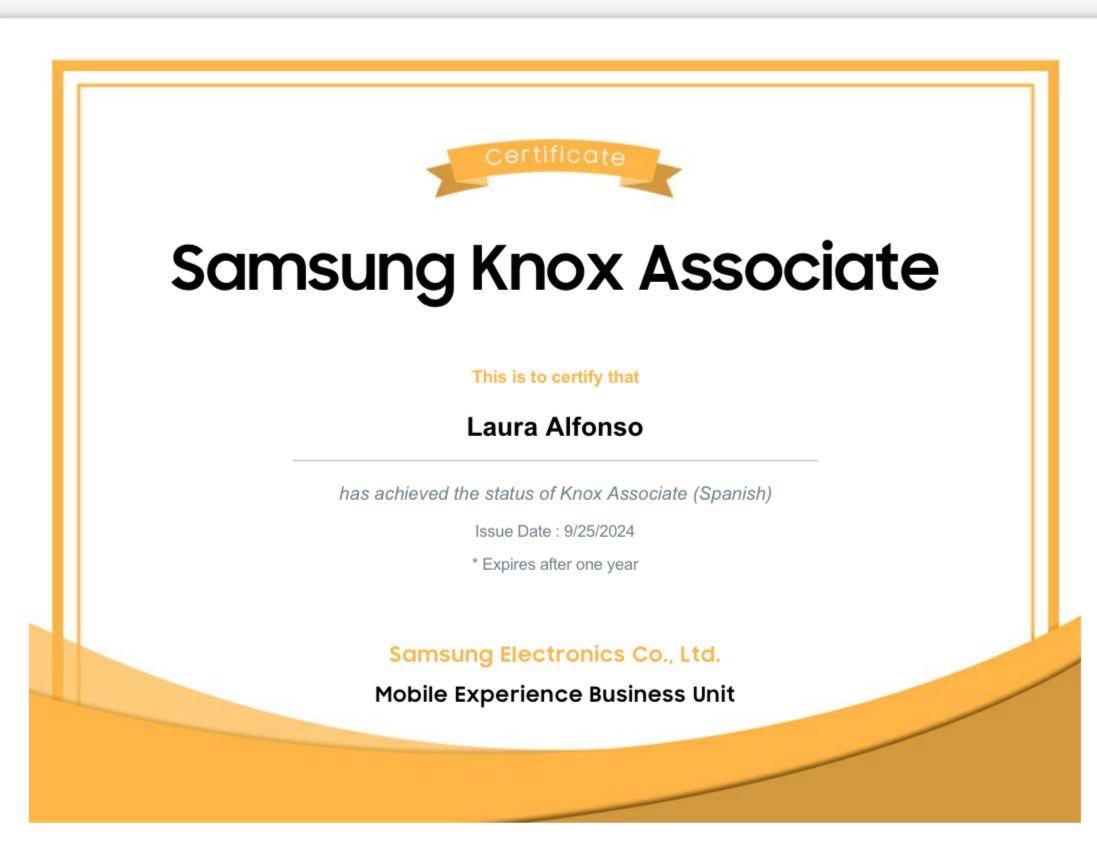 Certificate
Samsung Knox Associate
This is to certify that
Laura Alfonso
has achieved the status of Knox Associate (Spanish)
Issue Date : 9/25/2024
* Expires after one year
Samsung Electronics Co., Ltd.
Mobile Experience Business Unit